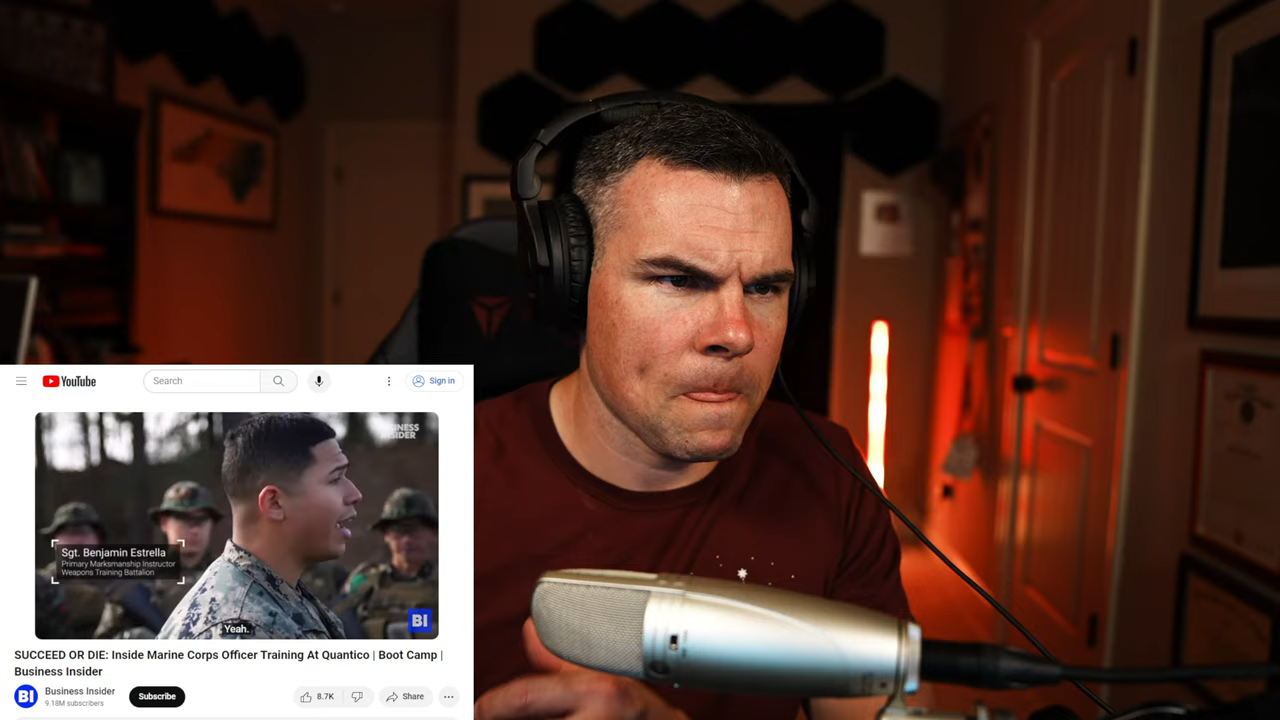 YouTube
Search
Sign in
BUSINESS
INSIDER
Sgt. Benjamin Estrella
Primary Marksmanship Instructor
Weapons Training Battalion
Yeah.
BI
SUCCEED OR DIE: Inside Marine Corps Officer Training At Quantico | Boot Camp |
Business Insider
BI
Business Insider
9.18M subscribers
Subscribe
8.7K
Share